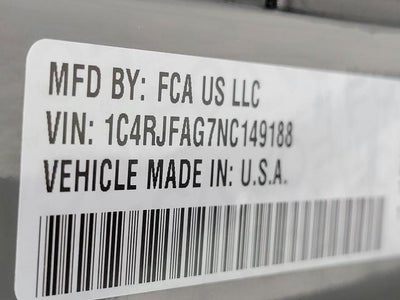 MFD BY: FCA US LLC
VIN: 1C4RJFAG7NC149188
VEHICLE MADE IN: U.S.A.